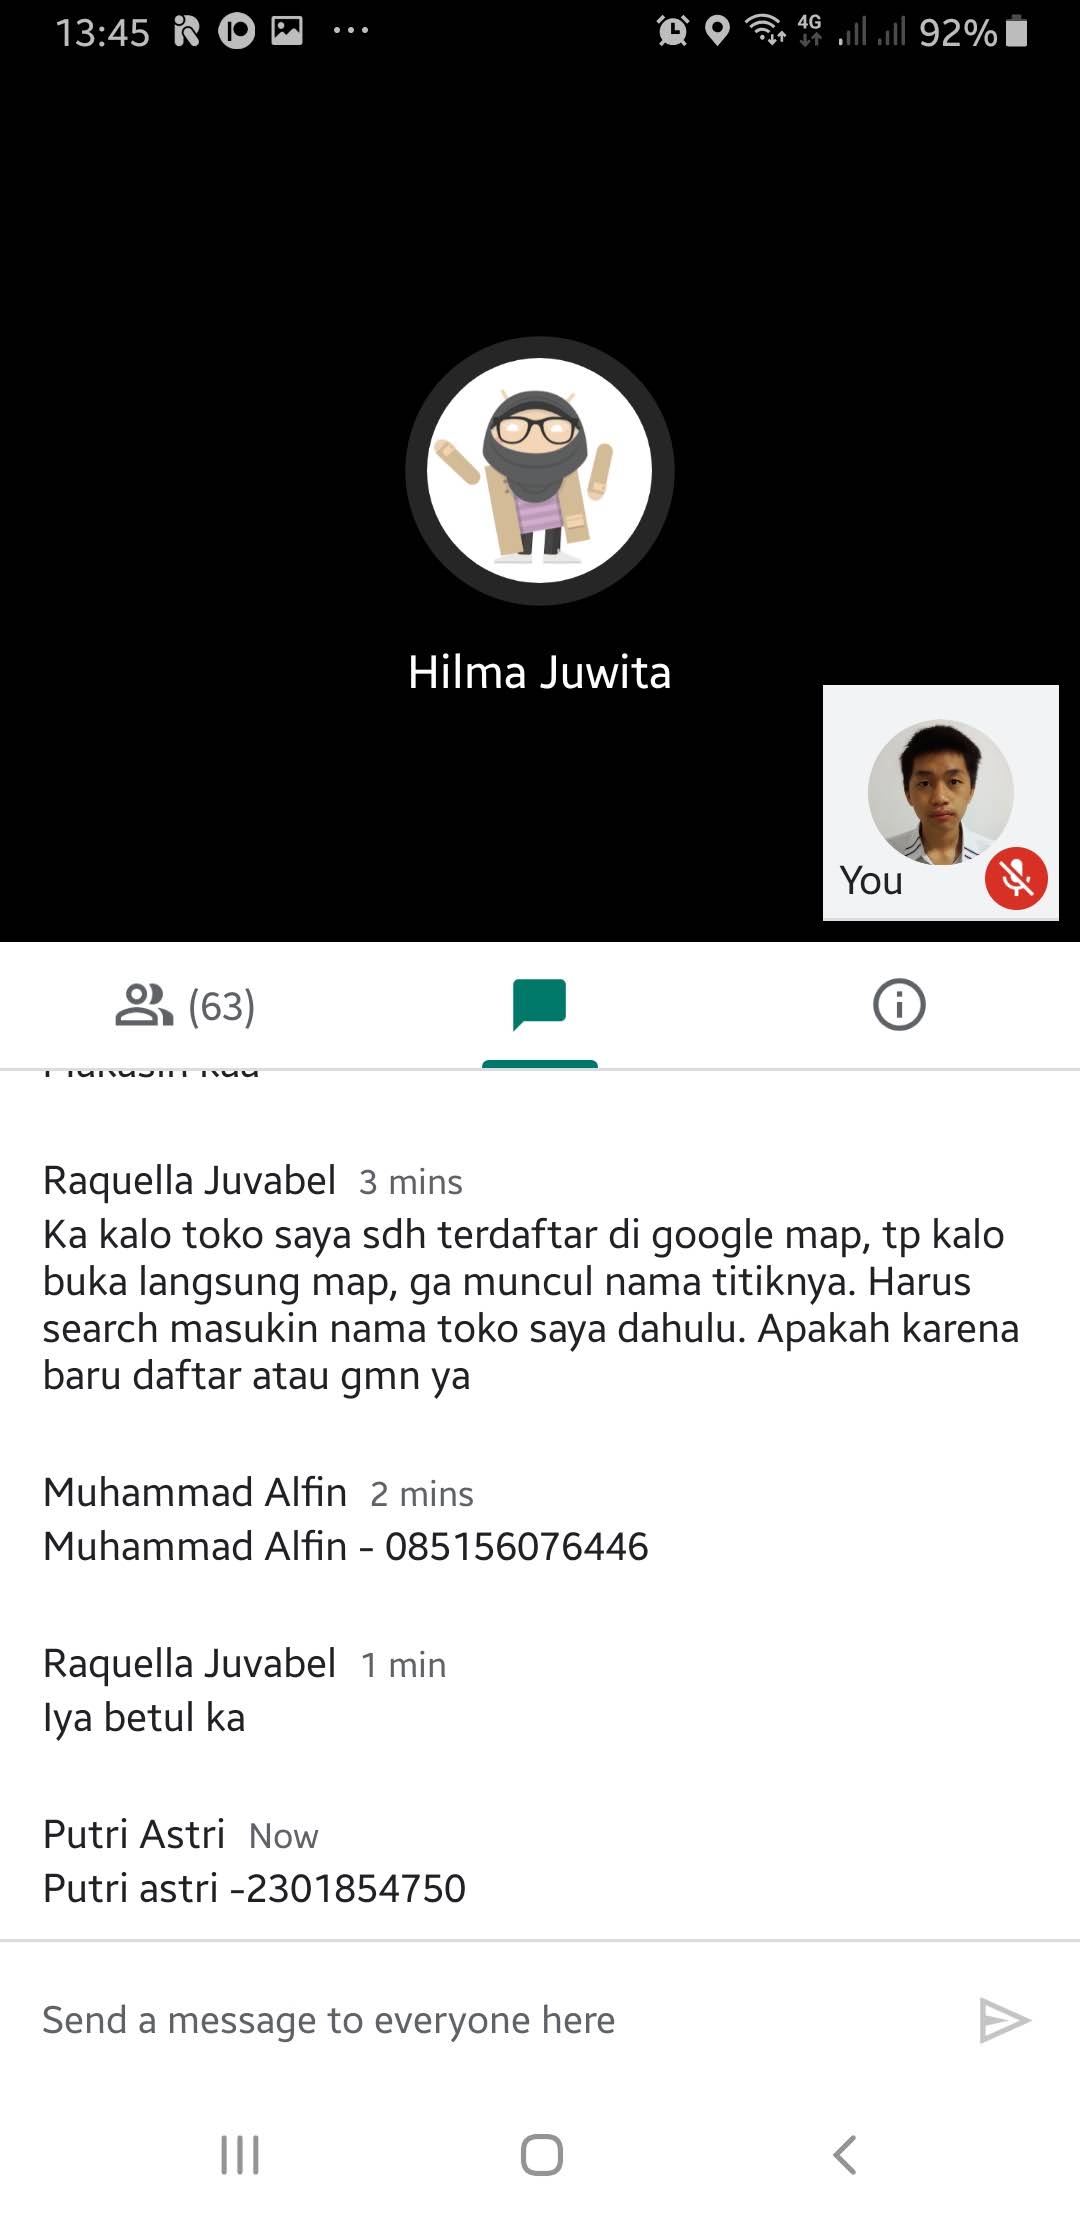 13:45
4G
92%
Hilma Juwita
You
(63)
Raquella Juvabel 3 mins
Ka kalo toko saya sdh terdaftar di google map, tp kalo
buka langsung map, ga muncul nama titiknya. Harus
search masukin nama toko saya dahulu. Apakah karena
baru daftar atau gmn ya
Muhammad Alfin 2 mins
Muhammad Alfin - 085156076446
Raquella Juvabel 1 min
Iya betul ka
Putri Astri Now
Putri astri -2301854750
Send a message to everyone here